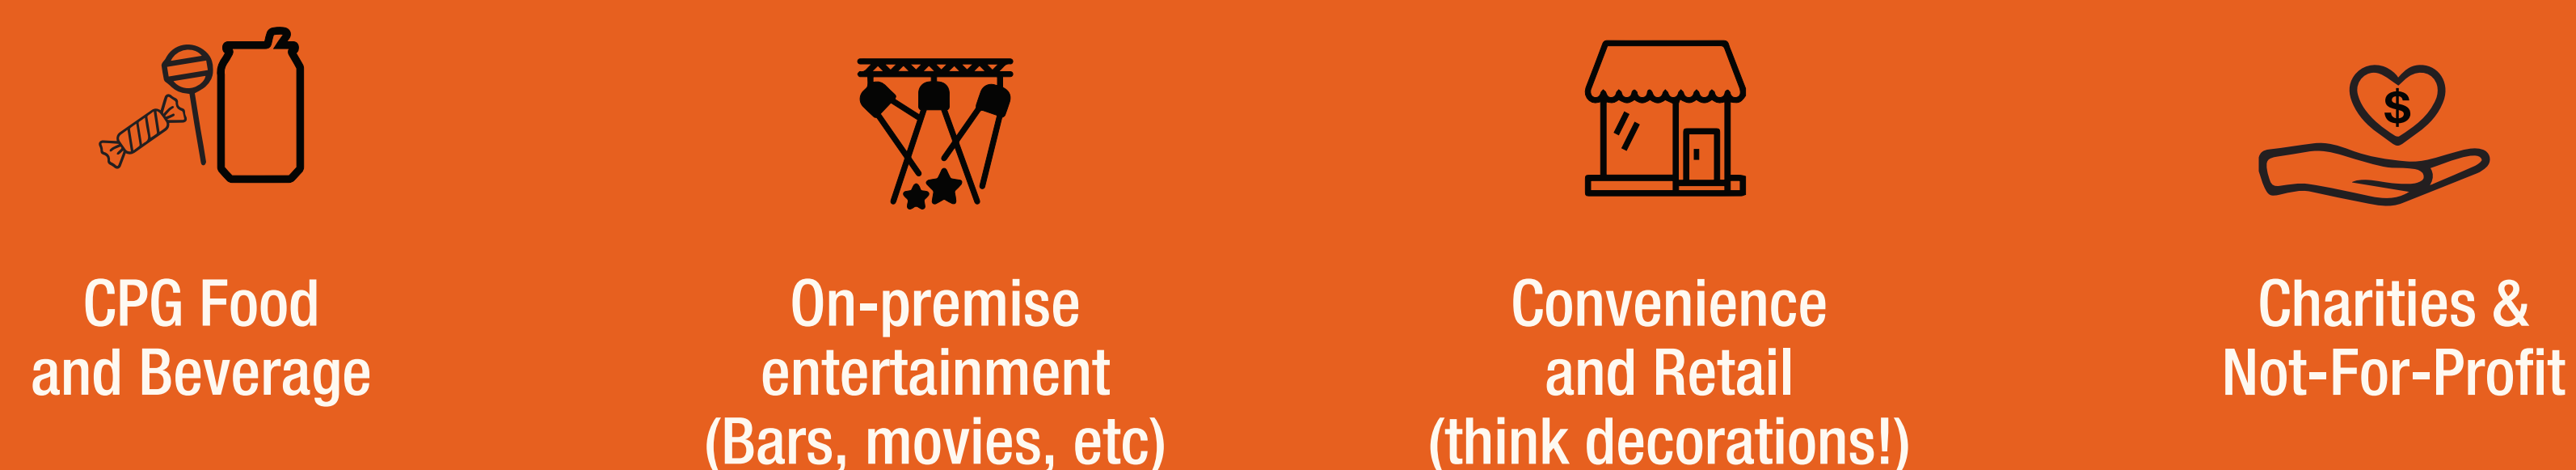 $
CPG Food
and Beverage
On-premise
entertainment
(Bars, movies, etc)
Convenience
and Retail
(think decorations!)
Charities &
Not-For-Profit